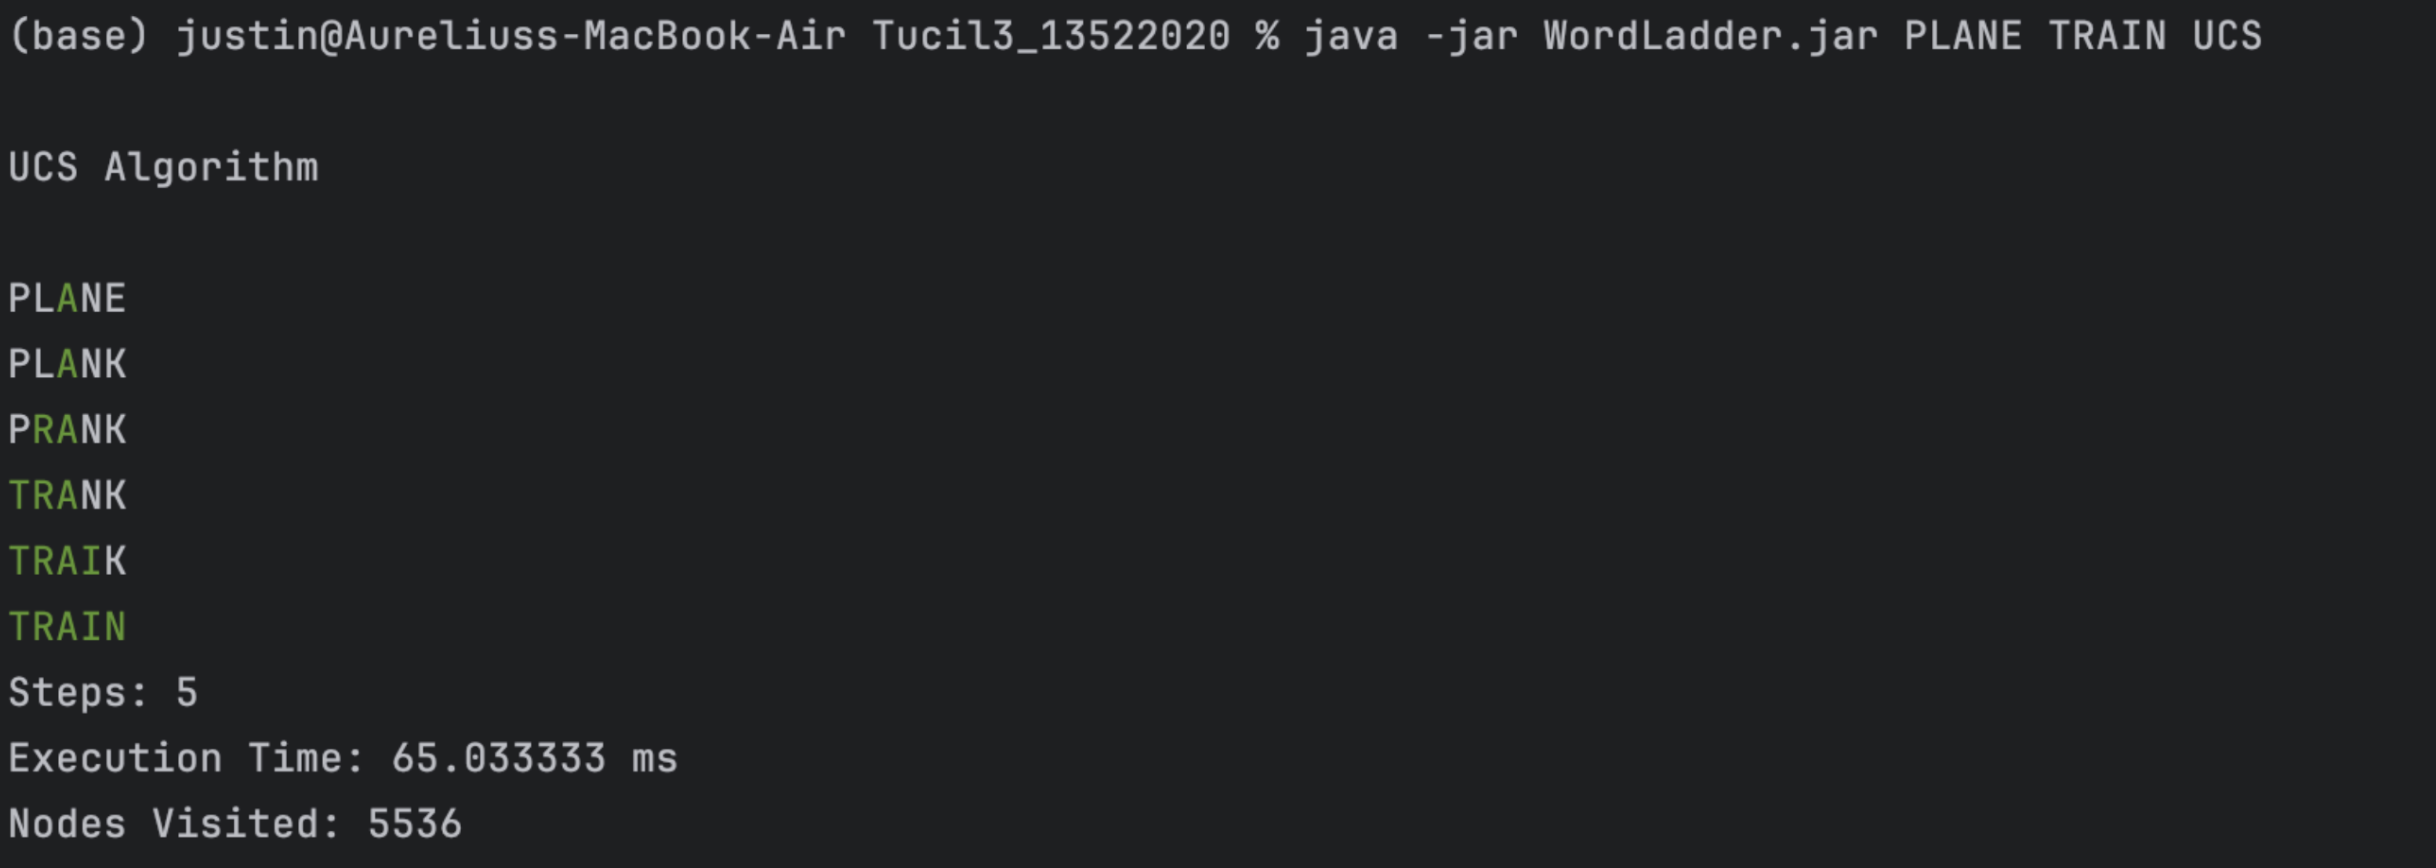 (base) justin@Aureliuss-MacBook-Air Tucil3_13522020 % java -jar WordLadder.jar PLANE TRAIN UCS
UCS Algorithm
PLANE
PLANK
PRANK
TRANK
TRAIK
TRAIN
Steps: 5
Execution Time: 65.033333 ms
Nodes Visited: 5536